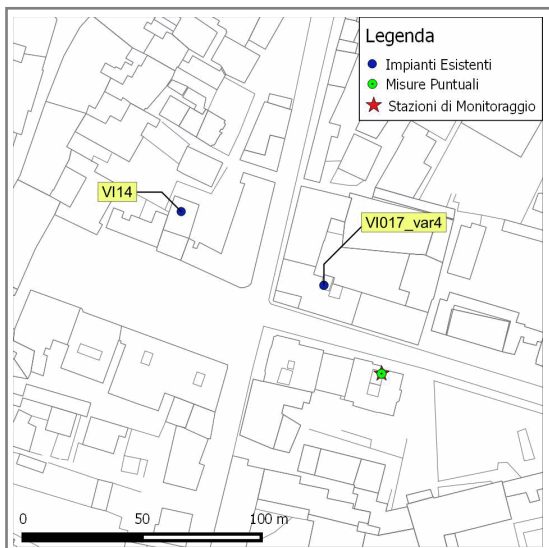 Legenda
Impianti Esistenti
Misure Puntuali
Stazioni di Monitoraggio
VI14
VI017_var4
0 50 100 m